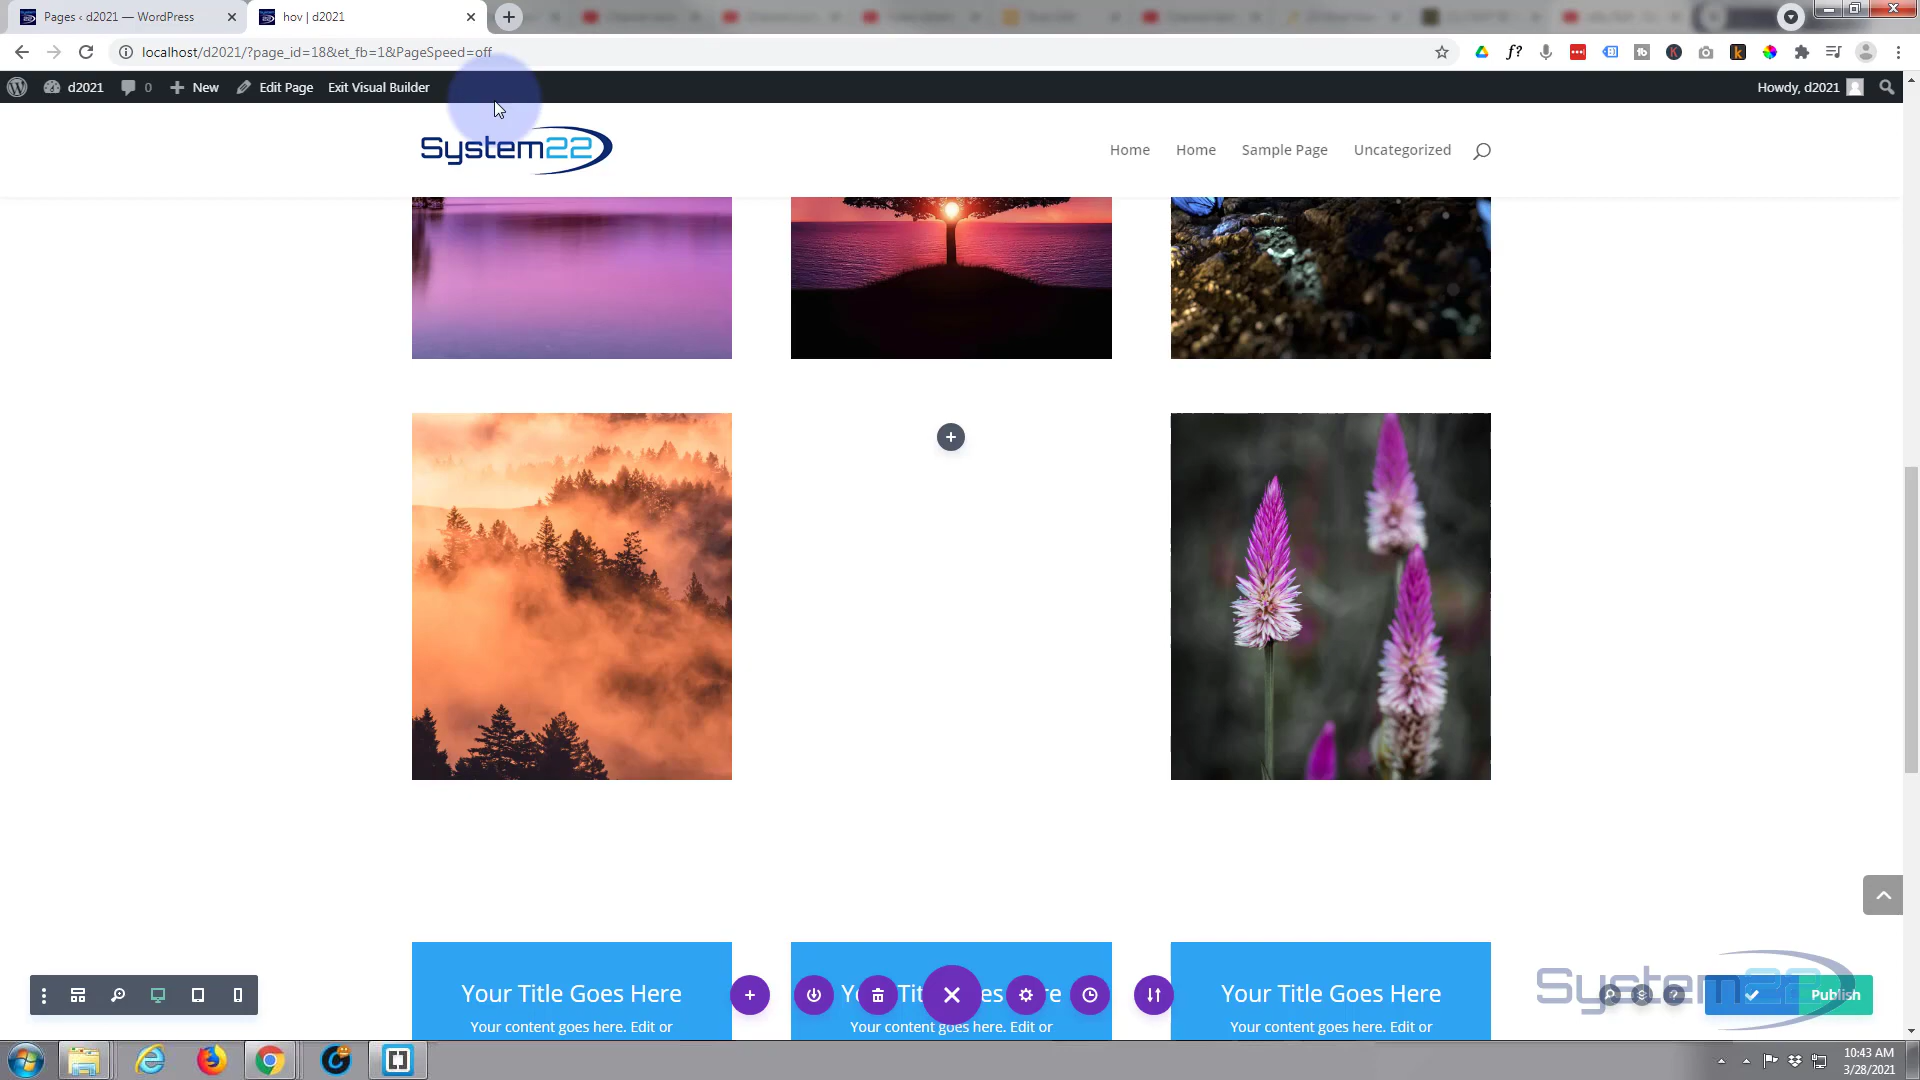 Pages ‹ d2021 — WordPress
hov | d2021
localhost/d2021/?page_id=18&et_fb=1&PageSpeed=off
d2021
0
New
Edit Page
Exit Visual Builder
Howdy, d2021
System22
Home
Home
Sample Page
Uncategorized
Your Title Goes Here
Your content goes here. Edit or
Your content goes here. Edit or
Your Title Goes Here
Your content goes here. Edit or
System22
Publish
10:43 AM
3/28/2021